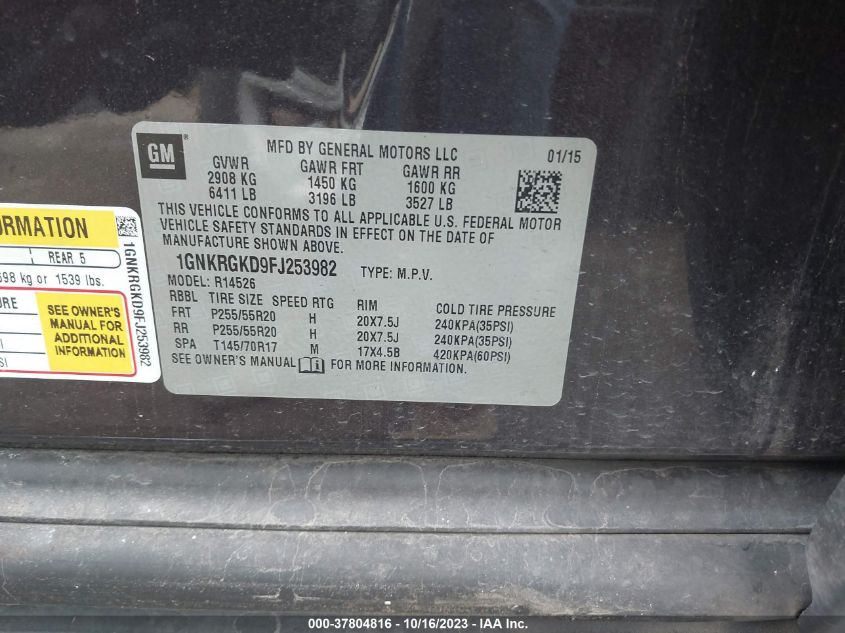 GM
®
MFD BY GENERAL MOTORS LLC 01/15
GVWR GAWR FRT GAWR RR
2908 KG 1450 KG 1600 KG
6411 LB 3196 LB 3527 LB
THIS VEHICLE CONFORMS TO ALL APPLICABLE U.S. FEDERAL MOTOR
VEHICLE SAFETY STANDARDS IN EFFECT ON THE DATE OF
MANUFACTURE SHOWN ABOVE.
1GNKRGKD9FJ253982 TYPE: M.P.V.
MODEL: R14526
RBBL TIRE SIZE SPEED RTG RIM COLD TIRE PRESSURE
FRT P255/55R20 H 20X7.5J 240KPA(35PSI)
RR P255/55R20 H 20X7.5J 240KPA(35PSI)
SPA T145/70R17 M 17X4.5B 420KPA(60PSI)
SEE OWNER'S MANUAL FOR MORE INFORMATION.
ORMATION
REAR 5
598 kg or 1539 lbs.
URE
SEE OWNER'S
MANUAL FOR
ADDITIONAL
INFORMATION
SI
1GNKRGKD9FJ253982
000-37804816 - 10/16/2023 - IAAI.com